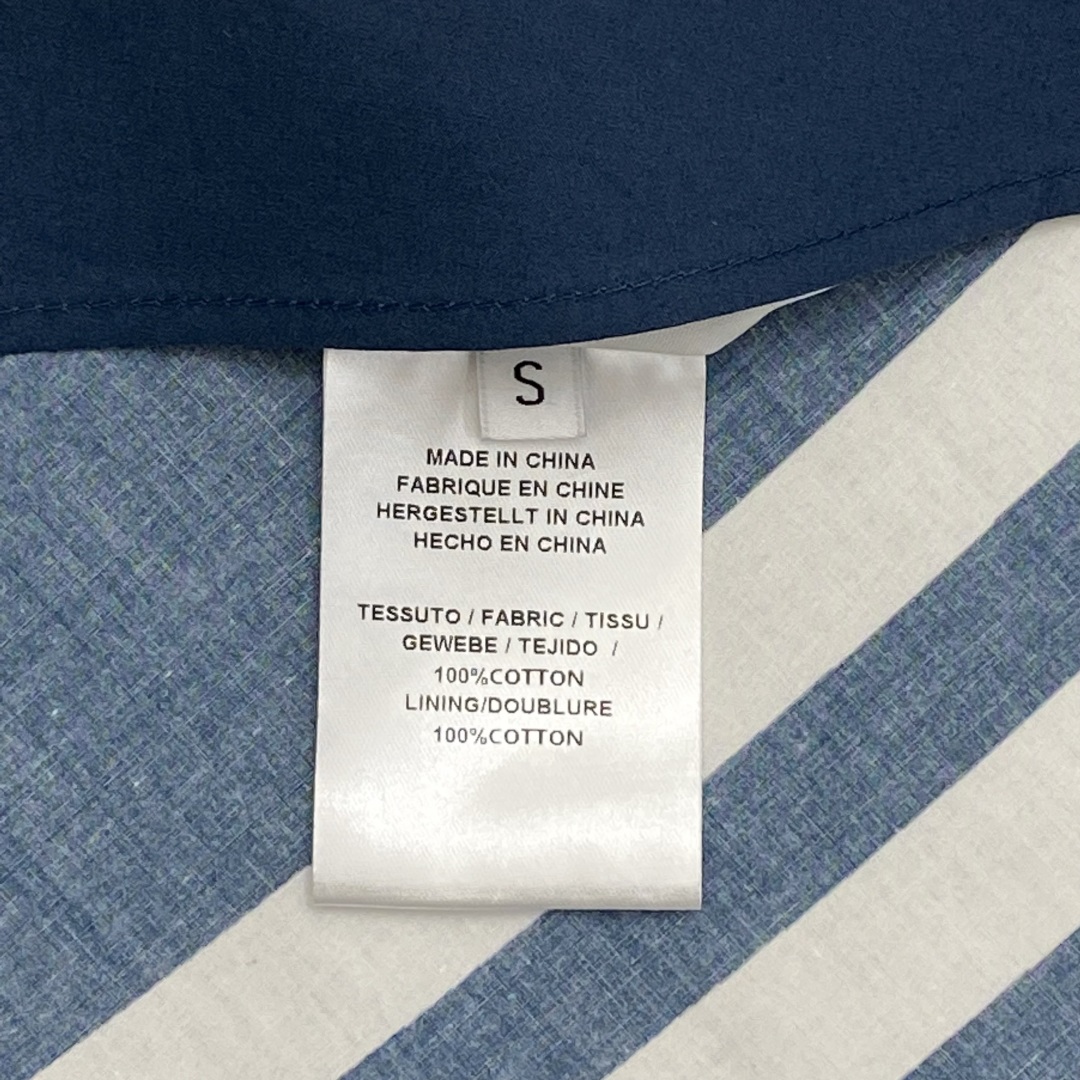 S
MADE IN CHINA
FABRIQUE EN CHINE
HERGESTELLT IN CHINA
HECHO EN CHINA
TESSUTO / FABRIC / TISSU /
GEWEBE / TEJIDO /
100%COTTON
LINING/DOUBLURE
100%COTTON